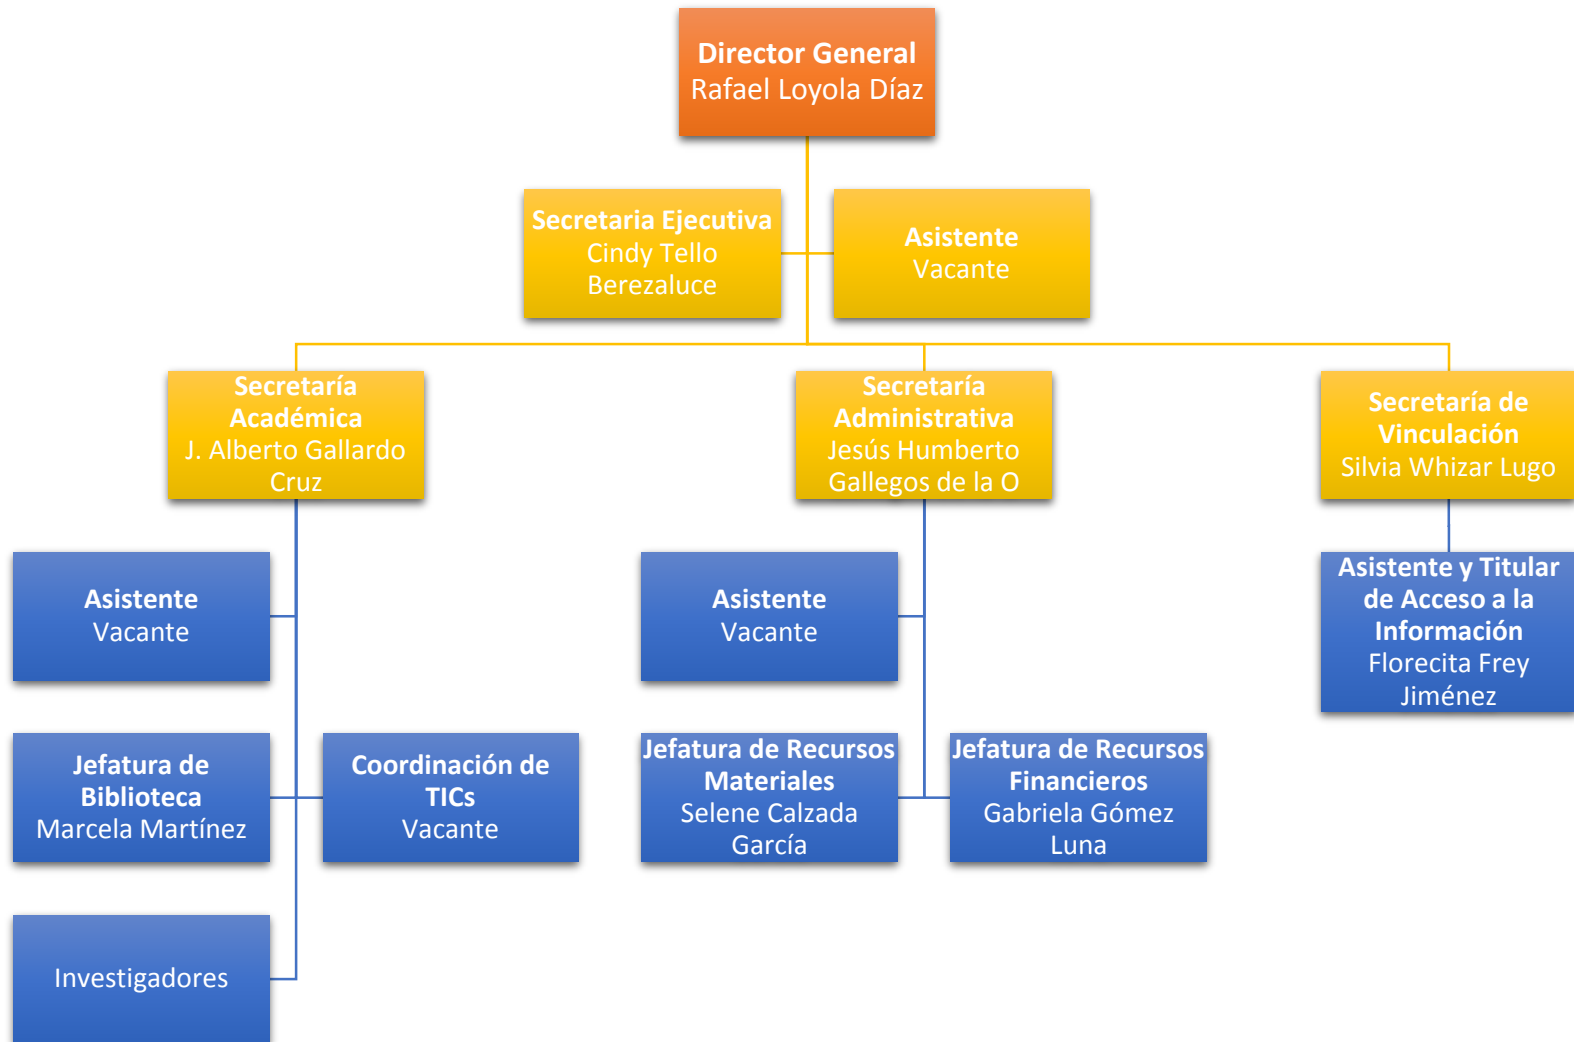 Director General
Rafael Loyola Díaz
Secretaria Ejecutiva
Cindy Tello
Berezaluce
Asistente
Vacante
Secretaría
Académica
J. Alberto Gallardo
Cruz
Secretaría
Administrativa
Jesús Humberto
Gallegos de la O
Secretaría de
Vinculación
Silvia Whizar Lugo
Asistente
Vacante
Asistente
Vacante
Asistente y Titular
de Acceso a la
Información
Florecita Frey
Jiménez
Jefatura de
Biblioteca
Marcela Martínez
Coordinación de
TICs
Vacante
Jefatura de Recursos
Materiales
Selene Calzada
García
Jefatura de Recursos
Financieros
Gabriela Gómez
Luna
Investigadores